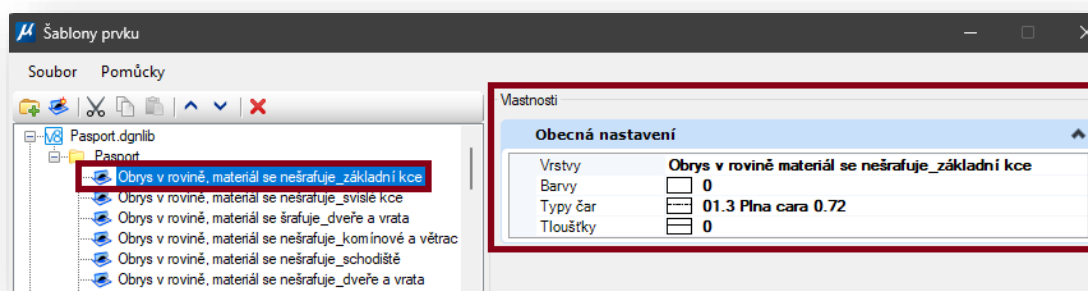 Šablony prvku
Soubor Pomůcky
Pasport.dgnlib
Pasport
Obrys v rovině, materiál se nešrafuje_základní kce
Obrys v rovině, materiál se nešrafuje_svislé kce
Obrys v rovině, materiál se šrafuje_dveře a vrata
Obrys v rovině, materiál se nešrafuje_komínové a větrac
Obrys v rovině, materiál se nešrafuje_schodiště
Obrys v rovině, materiál se nešrafuje_dveře a vrata
Vlastnosti
Obecná nastavení
Vrstvy Obrys v rovině materiál se nešrafuje_základní kce
Barvy 0
Typy čar 01.3 Plna cara 0.72
Tloušťky 0